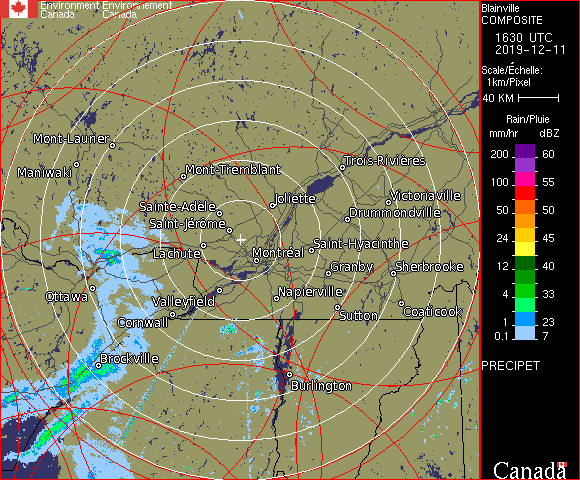 Environment Environnement
Canada Canada
Blainville
COMPOSITE
1630 UTC
2019-12-11
Scale/Échelle:
1km/Pixel
40 KM
Rain/Pluie
mm/hr dBZ
200 60
100 55
50 50
24 45
12 40
4 33
1 23
0.1 7
PRECIPET
Canada
Mont-Laurier
Maniwaki
Mont-Tremblant
Trois-Rivières
Sainte-Adèle
Joliette
Victoriaville
Saint-Jérôme
Drummondville
Lachute
Montréal
Saint-Hyacinthe
Granby
Sherbrooke
Ottawa
Valleyfield
Napierville
Cornwall
Sutton
Coaticook
Brockville
Burlington